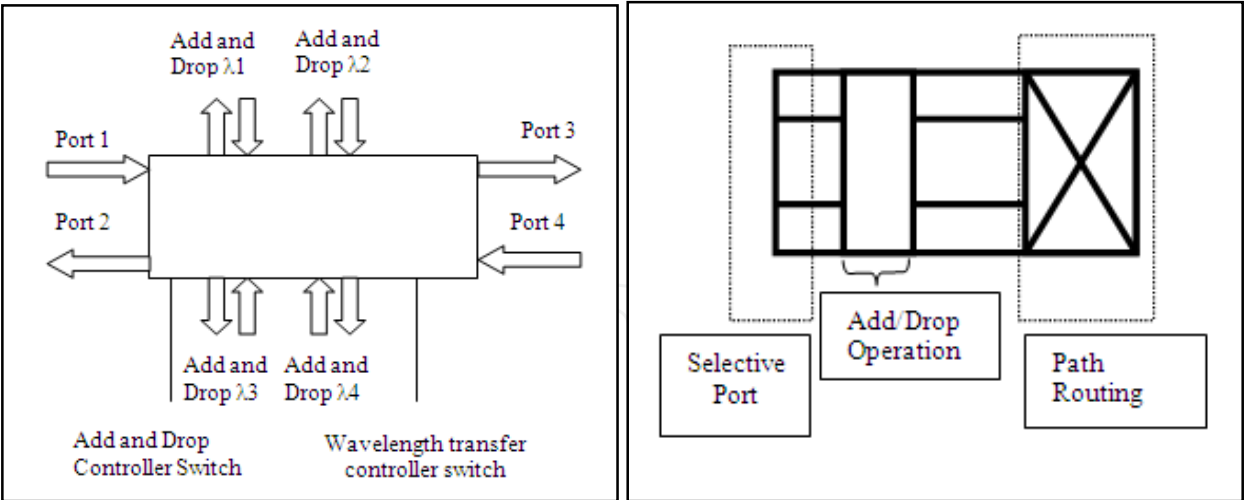 Add and
Drop λ1
Add and
Drop λ2
Port 1
Port 3
Port 2
Port 4
Add and
Drop λ3
Add and
Drop λ4
Add and Drop
Controller Switch
Wavelength transfer
controller switch
Selective
Port
Add/Drop
Operation
Path
Routing